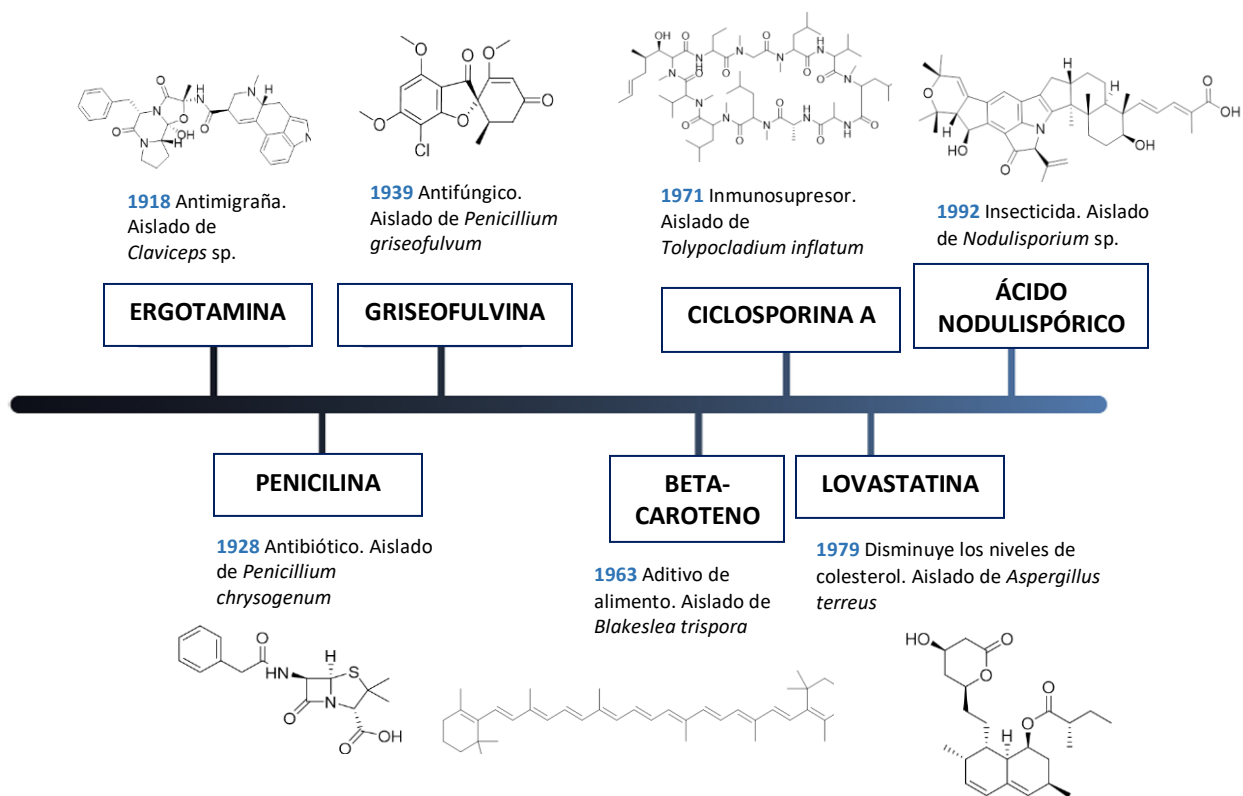 1918 Antimigraña.
Aislado de
Claviceps sp.
ERGOTAMINA
1939 Antifúngico.
Aislado de Penicillium
griseofulvum
GRISEOFULVINA
1971 Inmunosupresor.
Aislado de
Tolypocladium inflatum
CICLOSPORINA A
1992 Insecticida. Aislado
de Nodulisporium sp.
ÁCIDO
NODULISPÓRICO
PENICILINA
1928 Antibiótico. Aislado
de Penicillium
chrysogenum
BETA-
CAROTENO
1963 Aditivo de
alimento. Aislado de
Blakeslea trispora
LOVASTATINA
1979 Disminuye los niveles de
colesterol. Aislado de Aspergillus
terreus